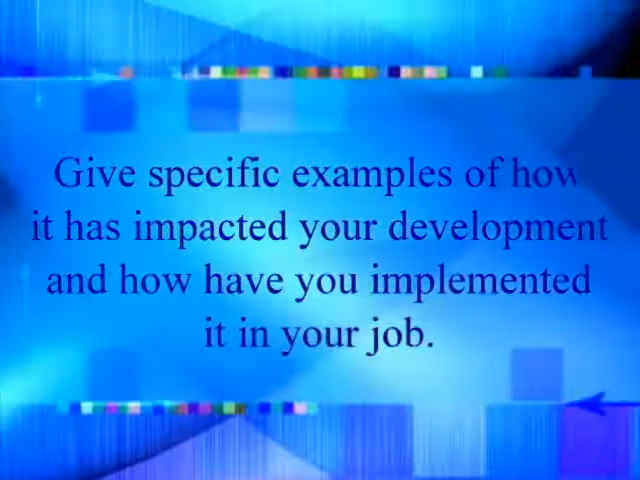 Give specific examples of how
it has impacted your development
and how have you implemented
it in your job.